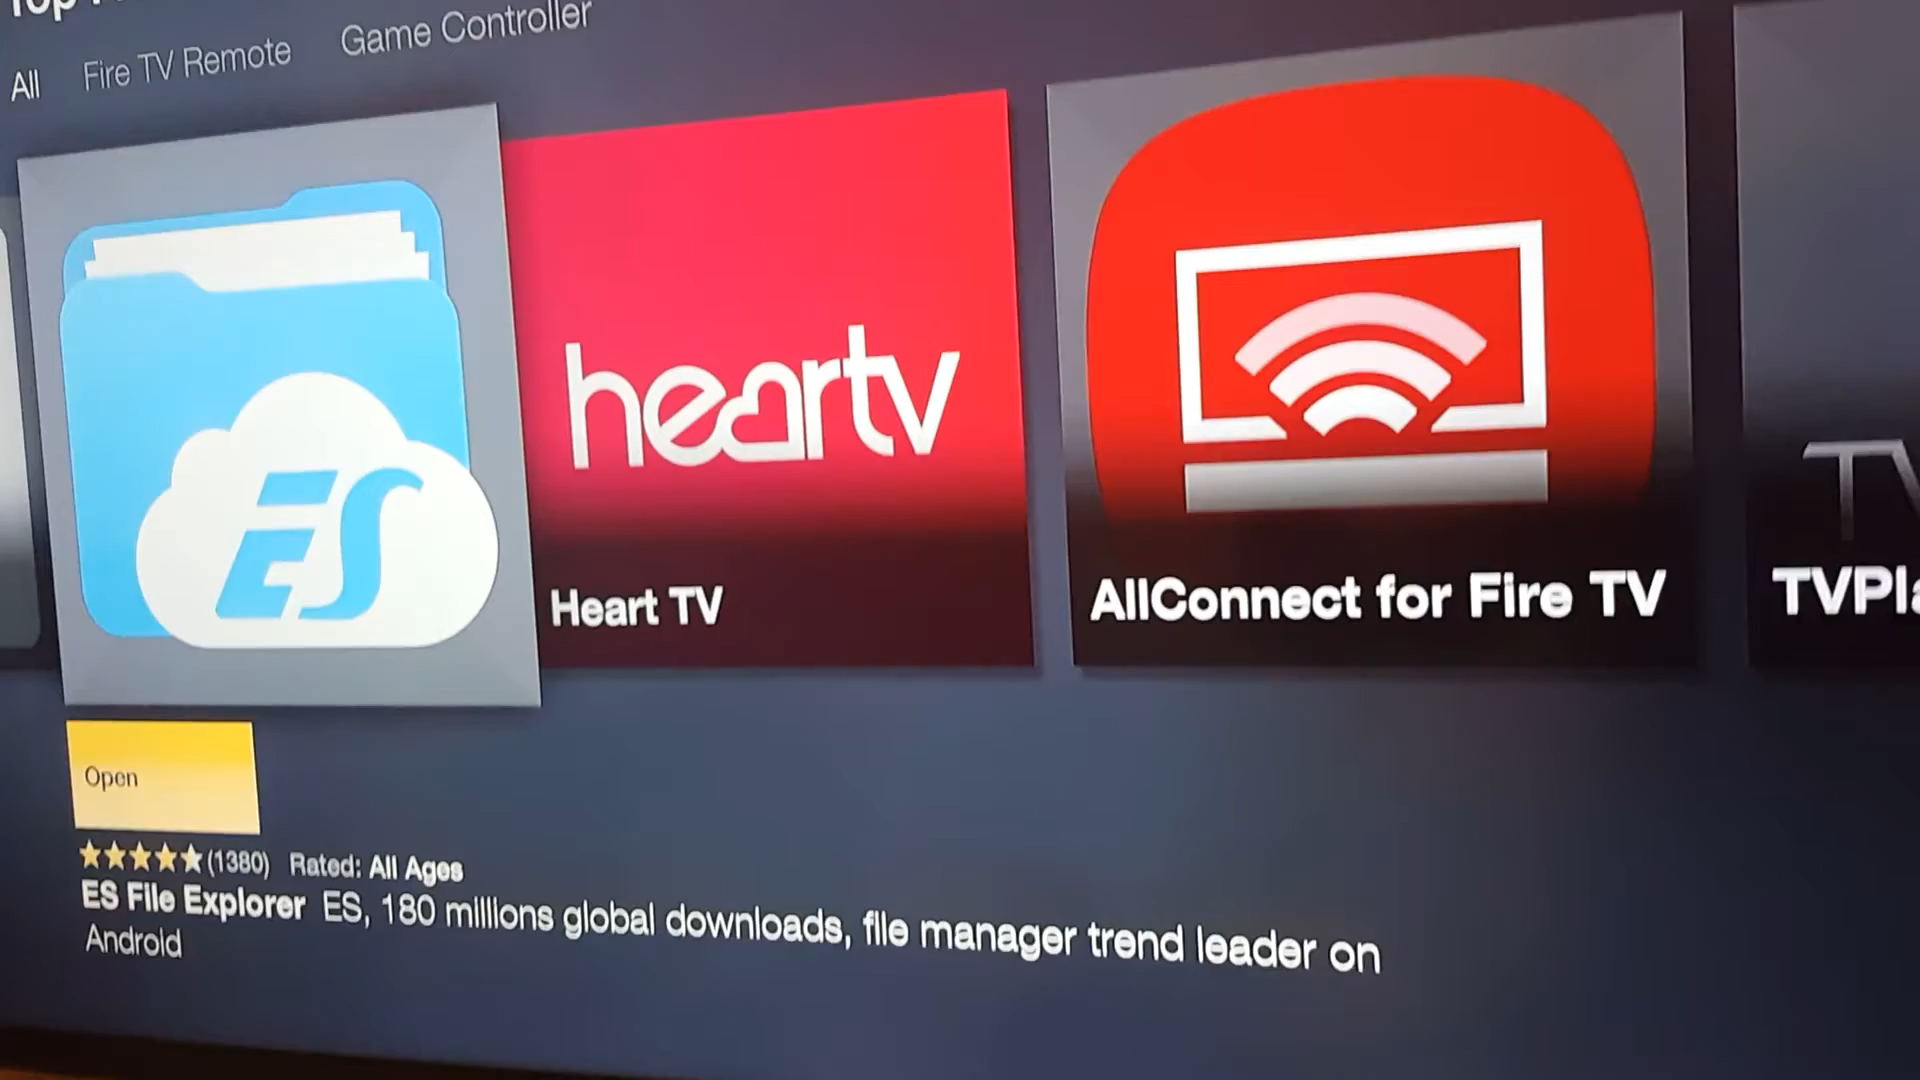 Top
All Fire TV Remote Game Controller
ES
heartv
Heart TV
AllConnect for Fire TV
Open
(1380) Rated: All Ages
ES File Explorer ES, 180 millions global downloads, file manager trend leader on
Android